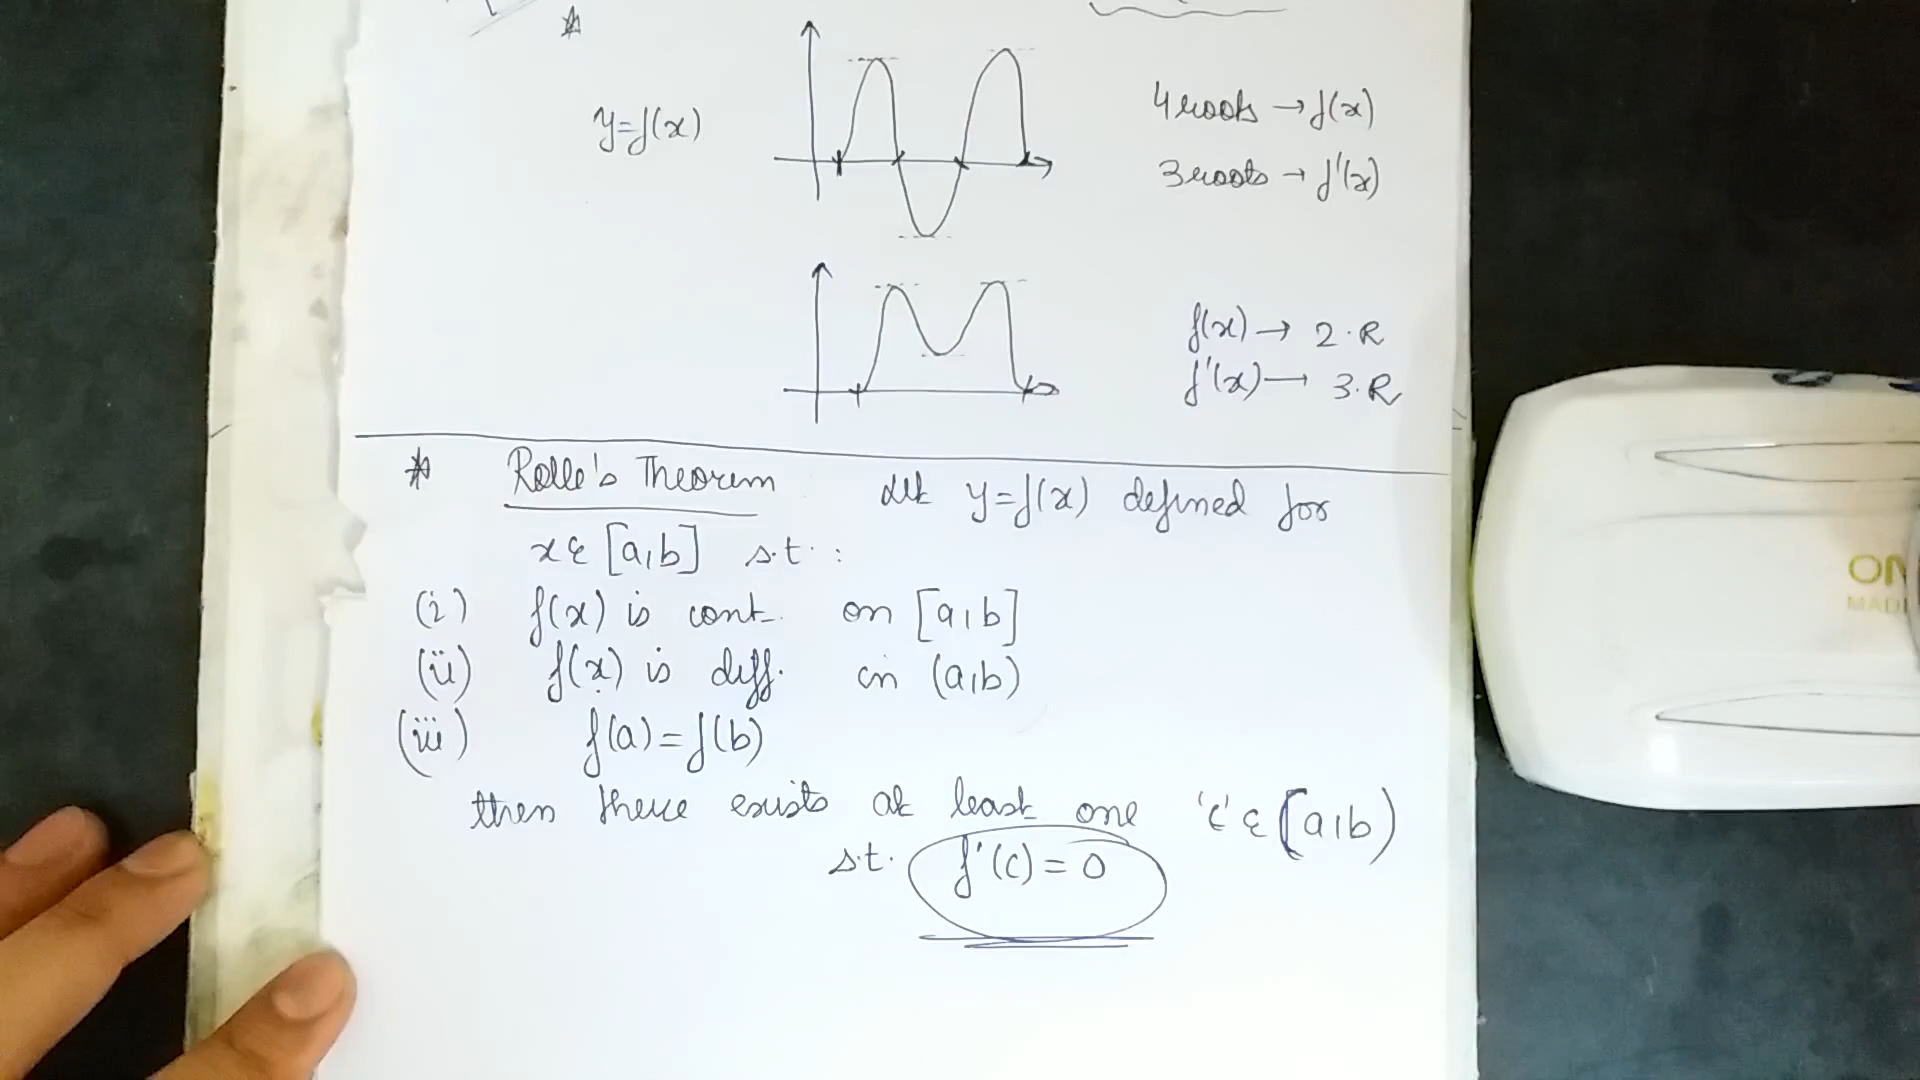 *
y=f(x)
4 roots → f(x)
3 roots → f'(x)
f(x) → 2.R
f'(x) → 3.R
* Rolle's Theorem Let y=f(x) defined for
x ε [a,b] s.t. :
(i) f(x) is cont. on [a,b]
(ii) f(x) is diff. in (a,b)
(iii) f(a)=f(b)
then there exists at least one 'c' ε (a,b)
s.t. f'(c) = 0
MAD